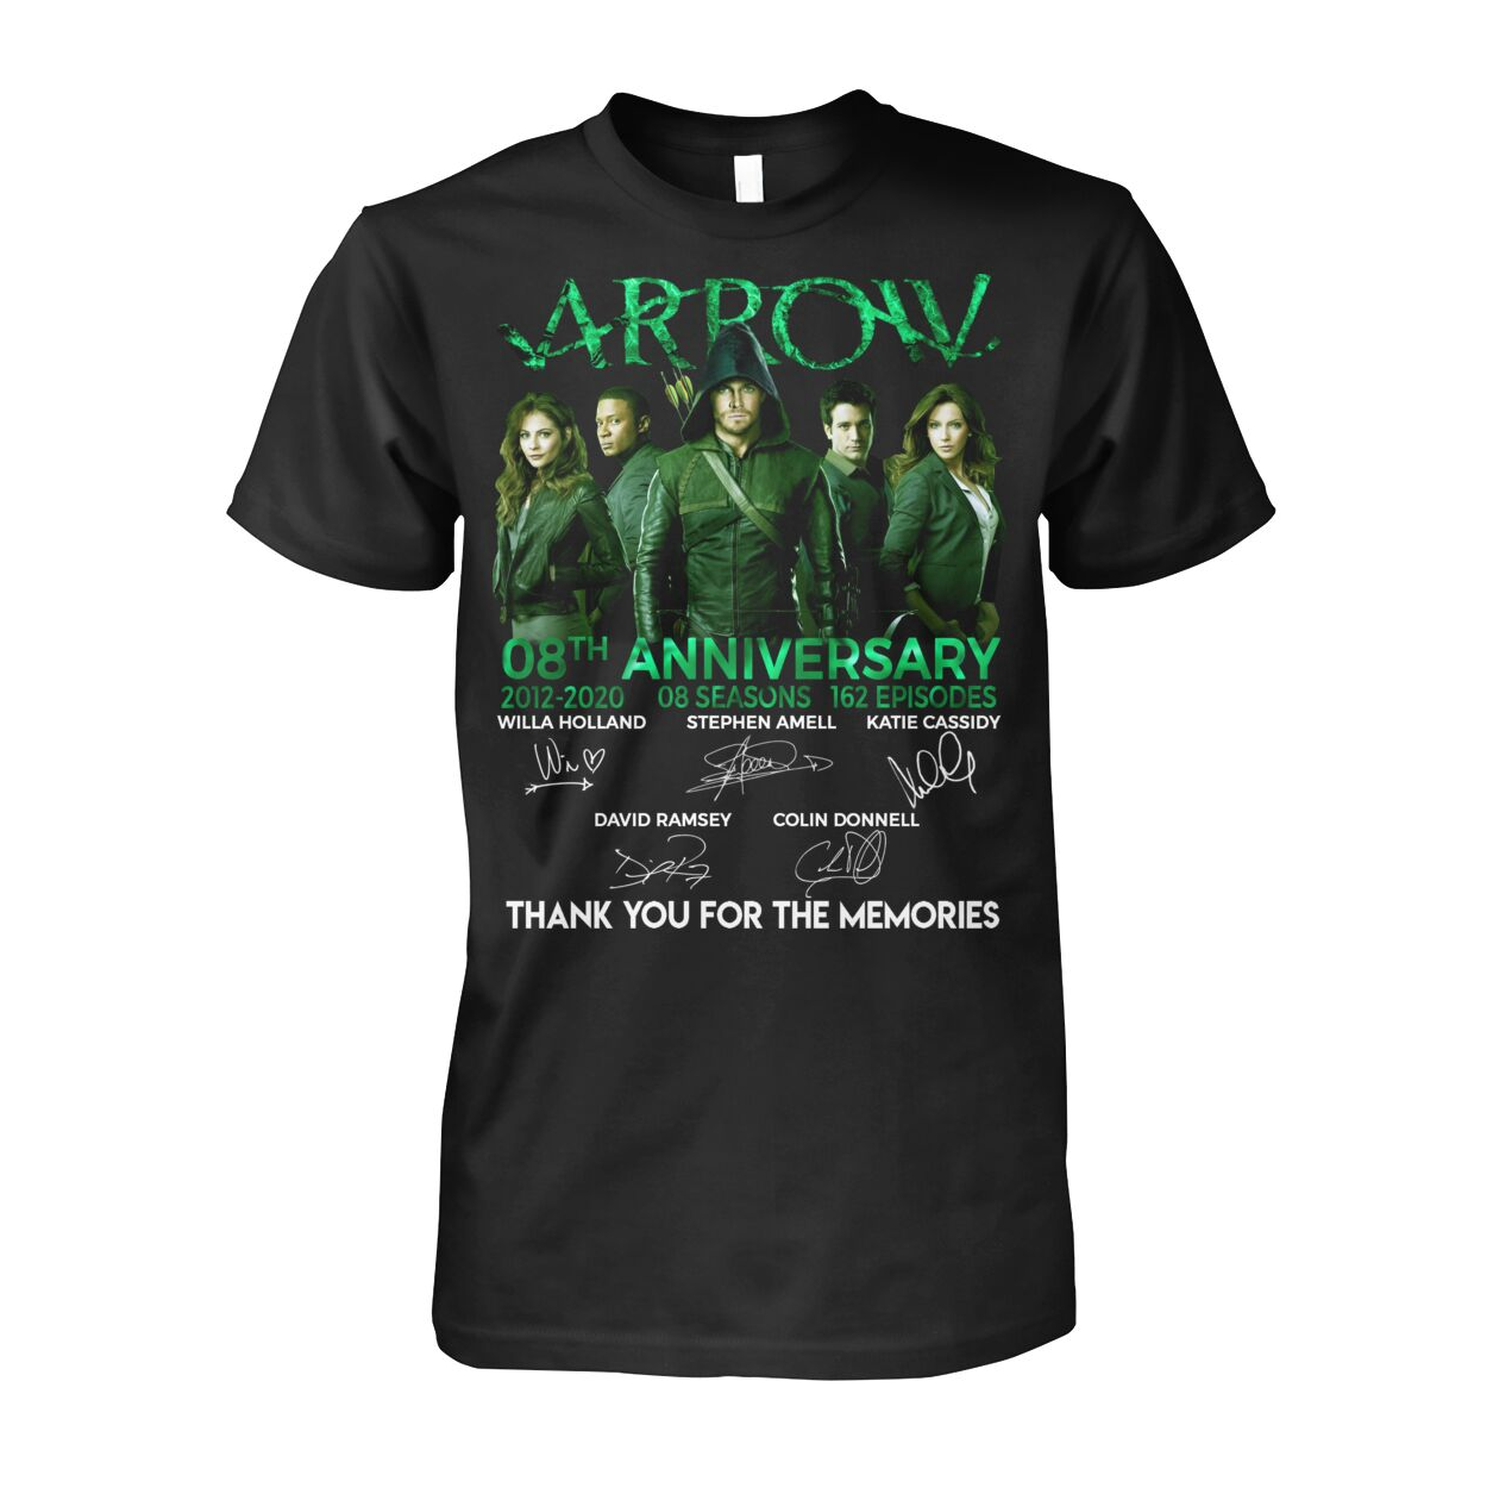 ARROW
08TH ANNIVERSARY
2012-2020 08 SEASONS 162 EPISODES
WILLA HOLLAND STEPHEN AMELL KATIE CASSIDY
DAVID RAMSEY COLIN DONNELL
THANK YOU FOR THE MEMORIES